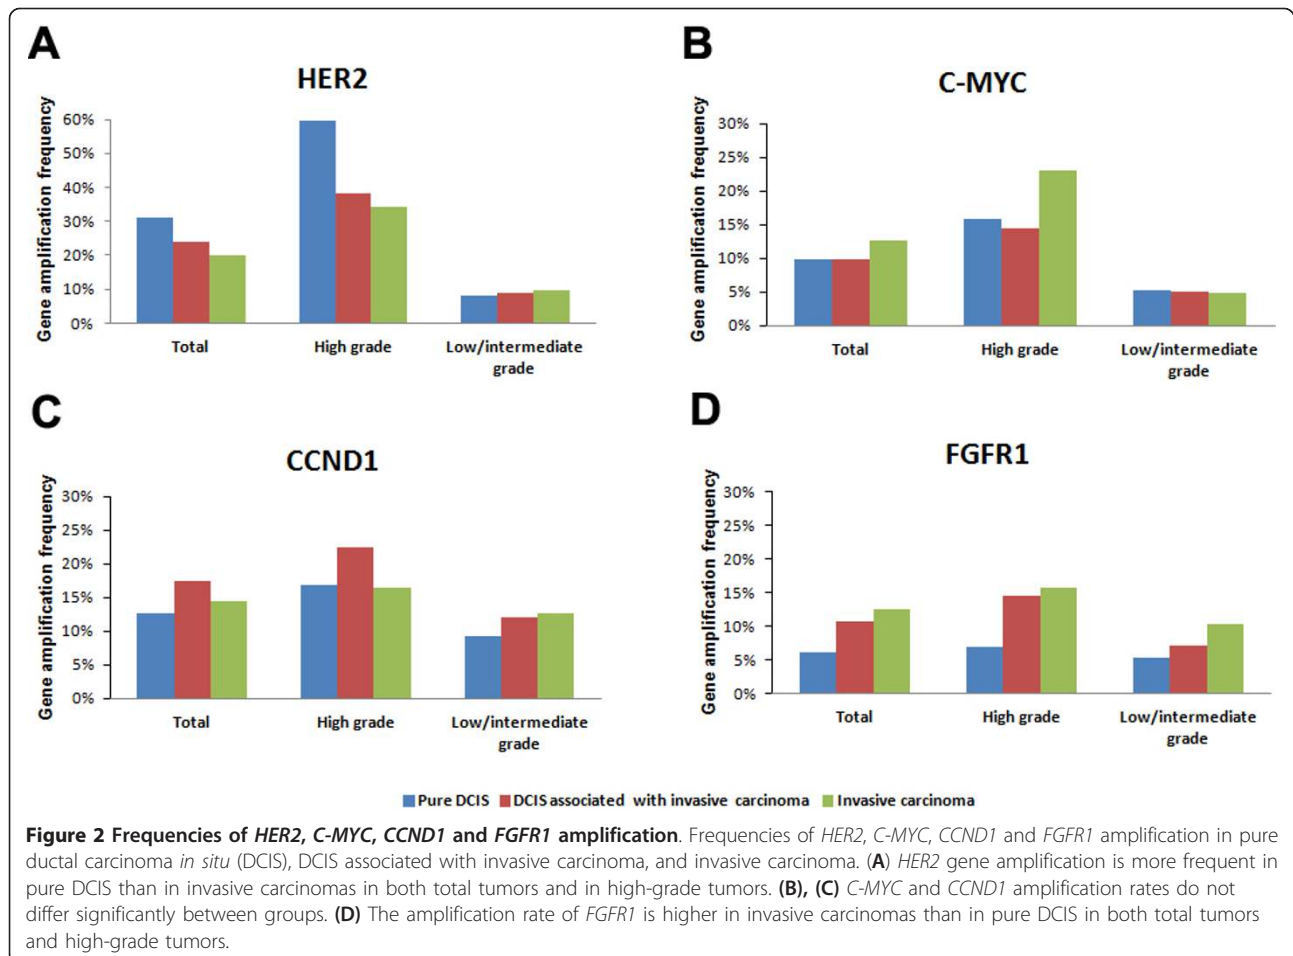 A
HER2
Gene amplification frequency
60%
50%
40%
30%
20%
10%
0%
Total
High grade
Low/intermediate
grade
B
C-MYC
Gene amplification frequency
30%
25%
20%
15%
10%
5%
0%
Total
High grade
Low/intermediate
grade
C
CCND1
Gene amplification frequency
30%
25%
20%
15%
10%
5%
0%
Total
High grade
Low/intermediate
grade
D
FGFR1
Gene amplification frequency
30%
25%
20%
15%
10%
5%
0%
Total
High grade
Low/intermediate
grade
Pure DCIS DCIS associated with invasive carcinoma Invasive carcinoma
Figure 2 Frequencies of HER2, C-MYC, CCND1 and FGFR1 amplification. Frequencies of HER2, C-MYC, CCND1 and FGFR1 amplification in pure
ductal carcinoma in situ (DCIS), DCIS associated with invasive carcinoma, and invasive carcinoma. (A) HER2 gene amplification is more frequent in
pure DCIS than in invasive carcinomas in both total tumors and in high-grade tumors. (B), (C) C-MYC and CCND1 amplification rates do not
differ significantly between groups. (D) The amplification rate of FGFR1 is higher in invasive carcinomas than in pure DCIS in both total tumors
and high-grade tumors.